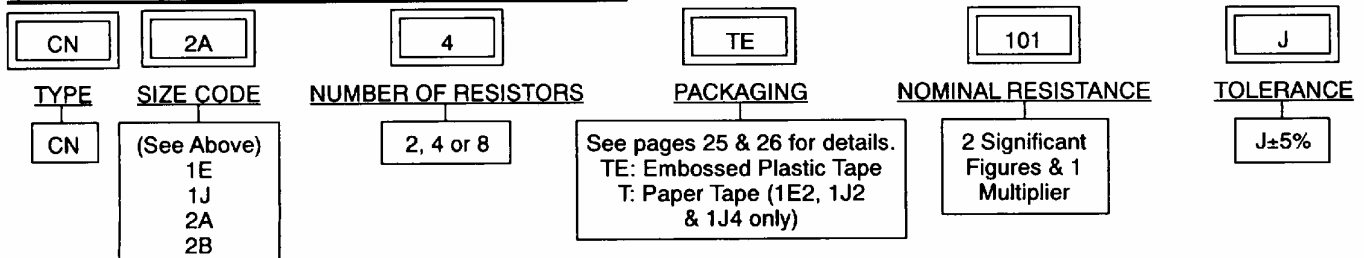 CN 2A 4 TE 101 J
TYPE SIZE CODE NUMBER OF RESISTORS PACKAGING NOMINAL RESISTANCE TOLERANCE
CN
(See Above)
1E
1J
2A
2B
2, 4 or 8
See pages 25 & 26 for details.
TE: Embossed Plastic Tape
T: Paper Tape (1E2, 1J2
& 1J4 only)
2 Significant
Figures & 1
Multiplier
J±5%